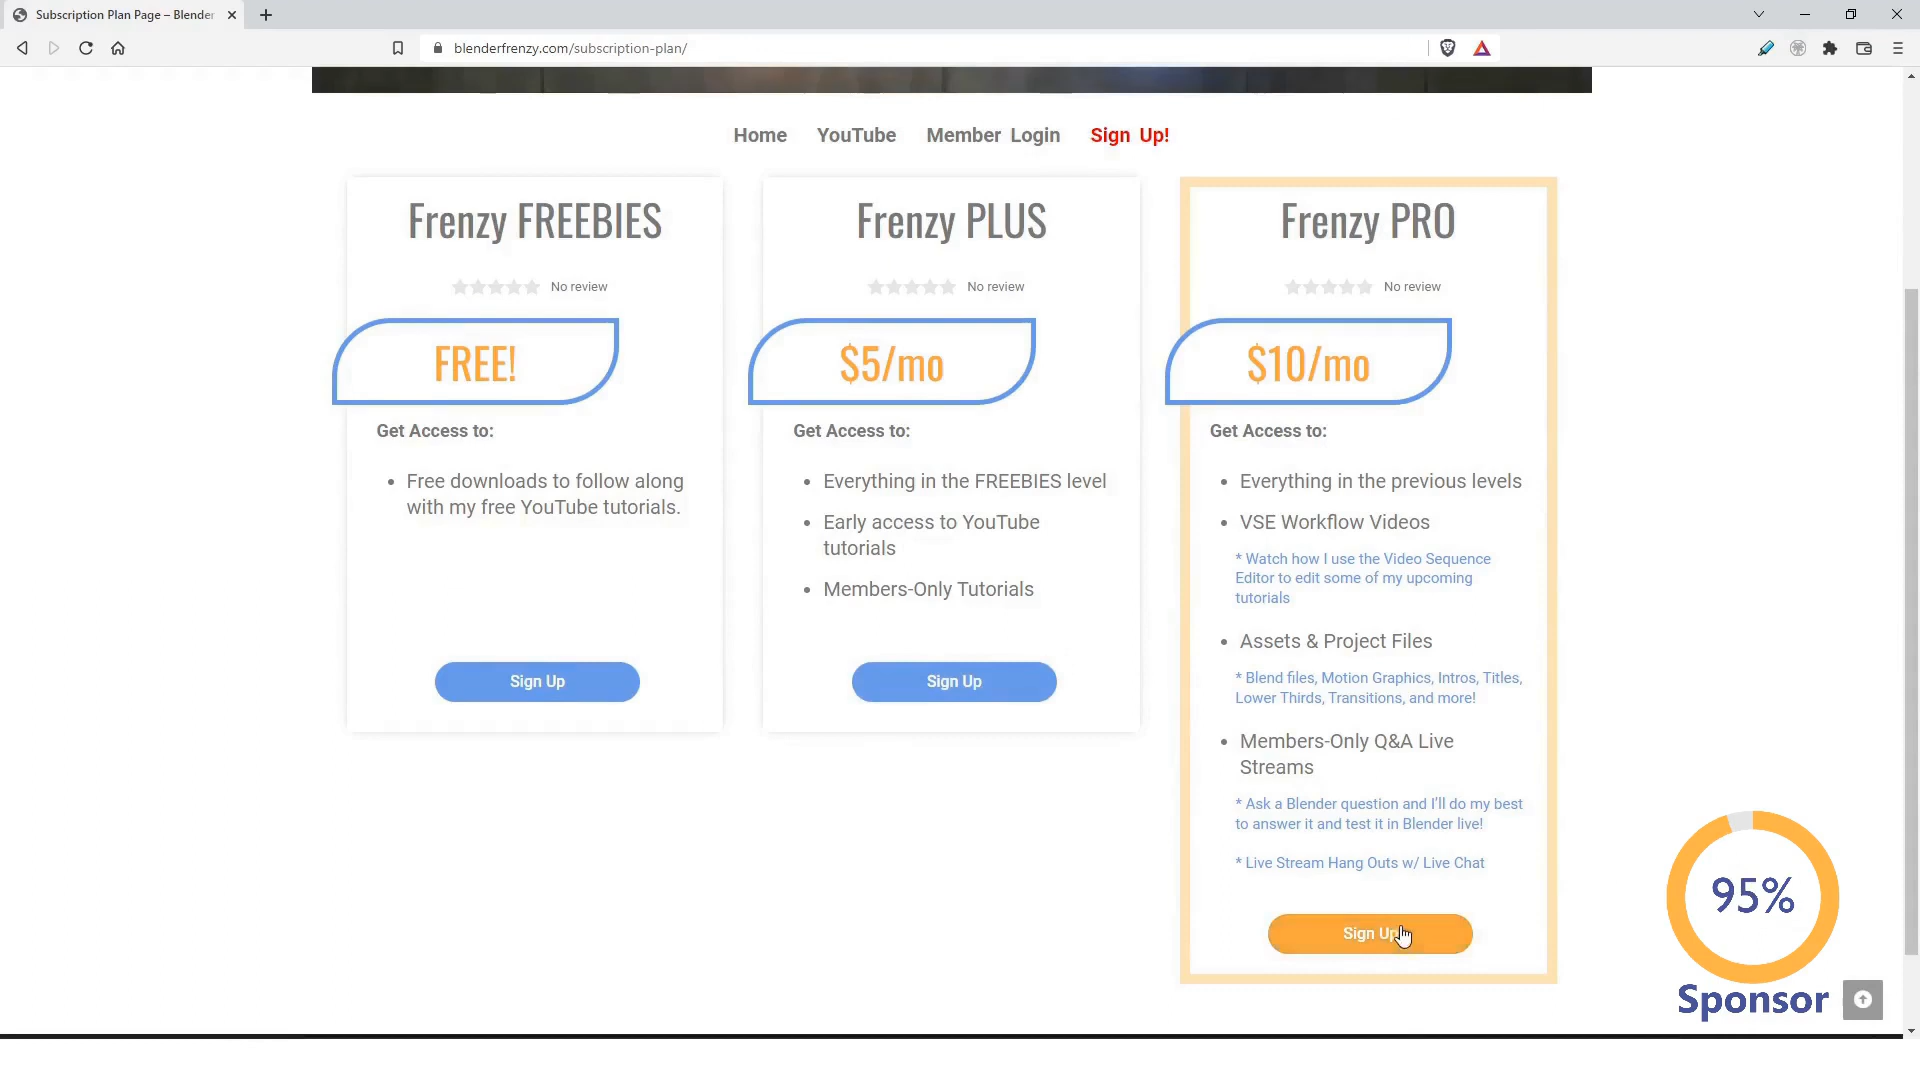 Subscription Plan Page – Blender
blenderfrenzy.com/subscription-plan/
Home YouTube Member Login Sign Up!
Frenzy FREEBIES
No review
FREE!
Get Access to:
• Free downloads to follow along
with my free YouTube tutorials.
Sign Up
Frenzy PLUS
No review
$5/mo
Get Access to:
• Everything in the FREEBIES level
• Early access to YouTube
tutorials
• Members-Only Tutorials
Sign Up
Frenzy PRO
No review
$10/mo
Get Access to:
• Everything in the previous levels
• VSE Workflow Videos
* Watch how I use the Video Sequence
Editor to edit some of my upcoming
tutorials
• Assets & Project Files
* Blend files, Motion Graphics, Intros, Titles,
Lower Thirds, Transitions, and more!
• Members-Only Q&A Live
Streams
* Ask a Blender question and I'll do my best
to answer it and test it in Blender live!
* Live Stream Hang Outs w/ Live Chat
Sign Up
95%
Sponsor